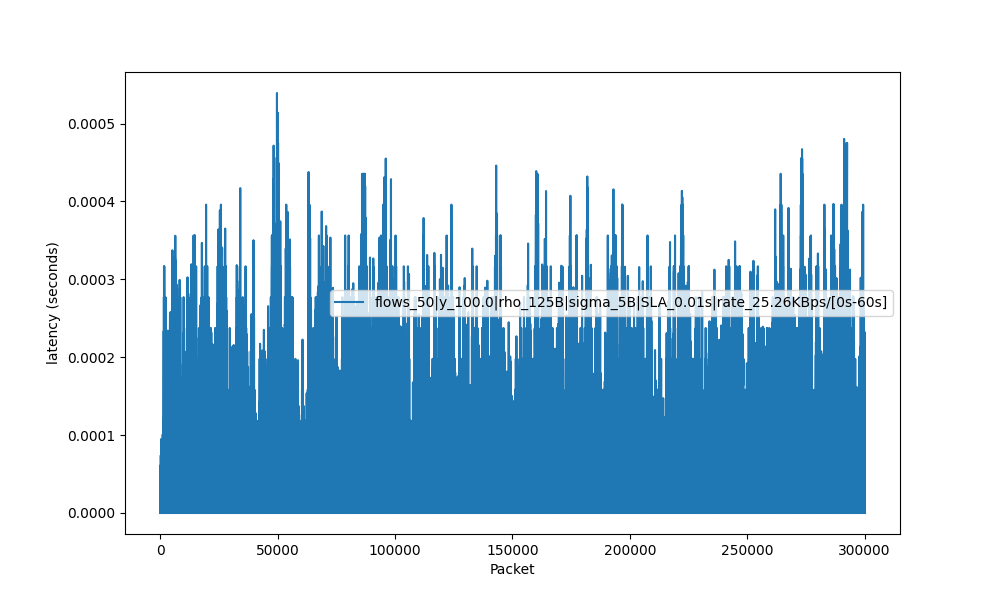 0.0005
0.0004
0.0003
0.0002
0.0001
0.0000
latency (seconds)
flows_50|y_100.0|rho_125B|sigma_5B|SLA_0.01s|rate_25.26KBps/[0s-60s]
0 50000 100000 150000 200000 250000 300000
Packet